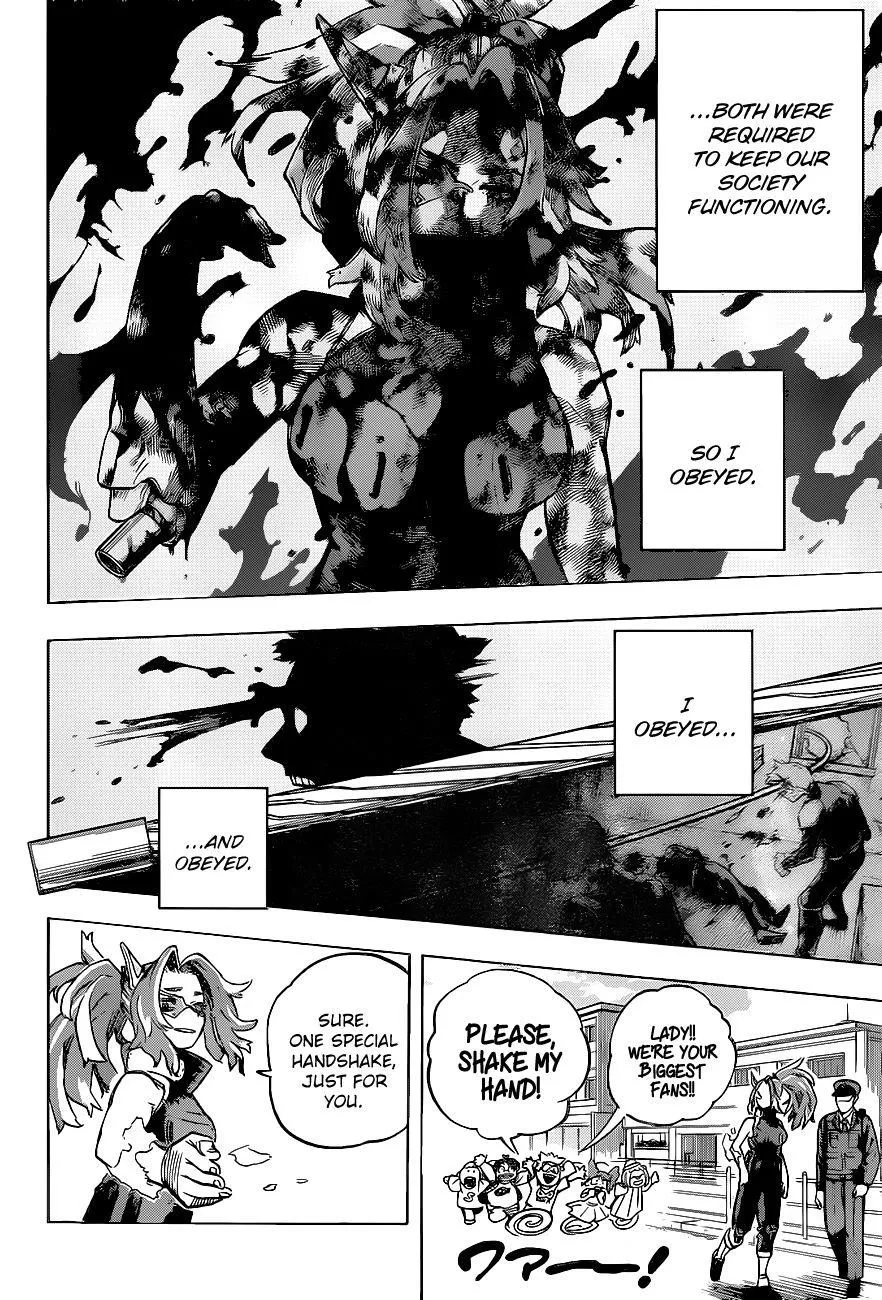 ...BOTH WERE
REQUIRED
TO KEEP OUR
SOCIETY
FUNCTIONING.
SO I
OBEYED.
I
OBEYED...
...AND
OBEYED.
LADY!!
WE'RE YOUR
BIGGEST
FANS!!
PLEASE,
SHAKE MY
HAND!
ワァー!
SURE.
ONE SPECIAL
HANDSHAKE,
JUST FOR
YOU.